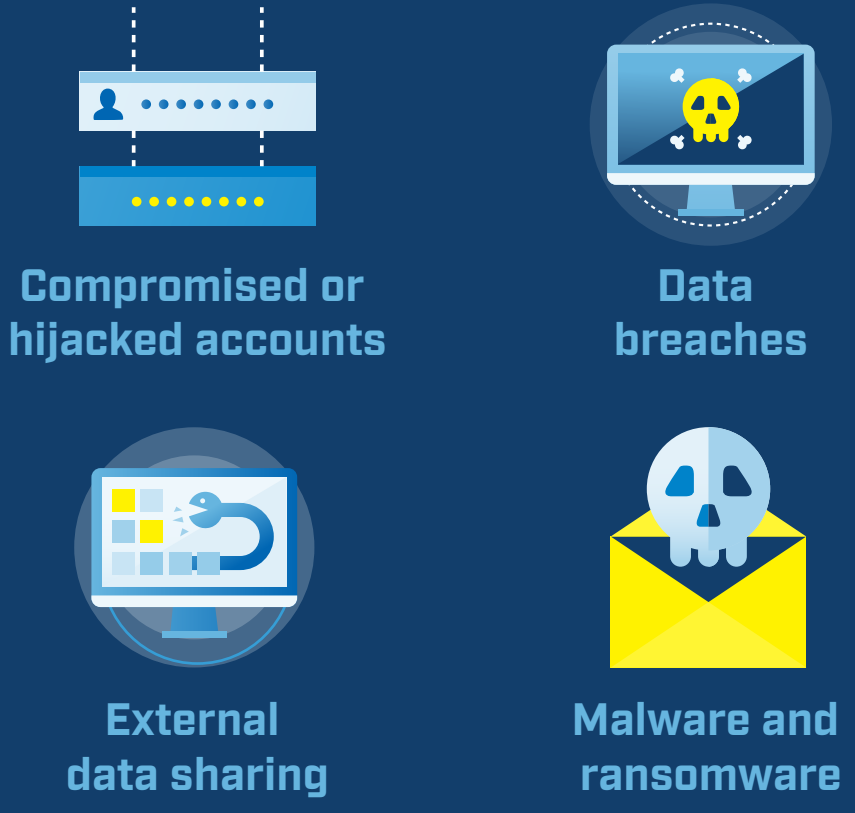 Compromised or
hijacked accounts
Data
breaches
External
data sharing
Malware and
ransomware